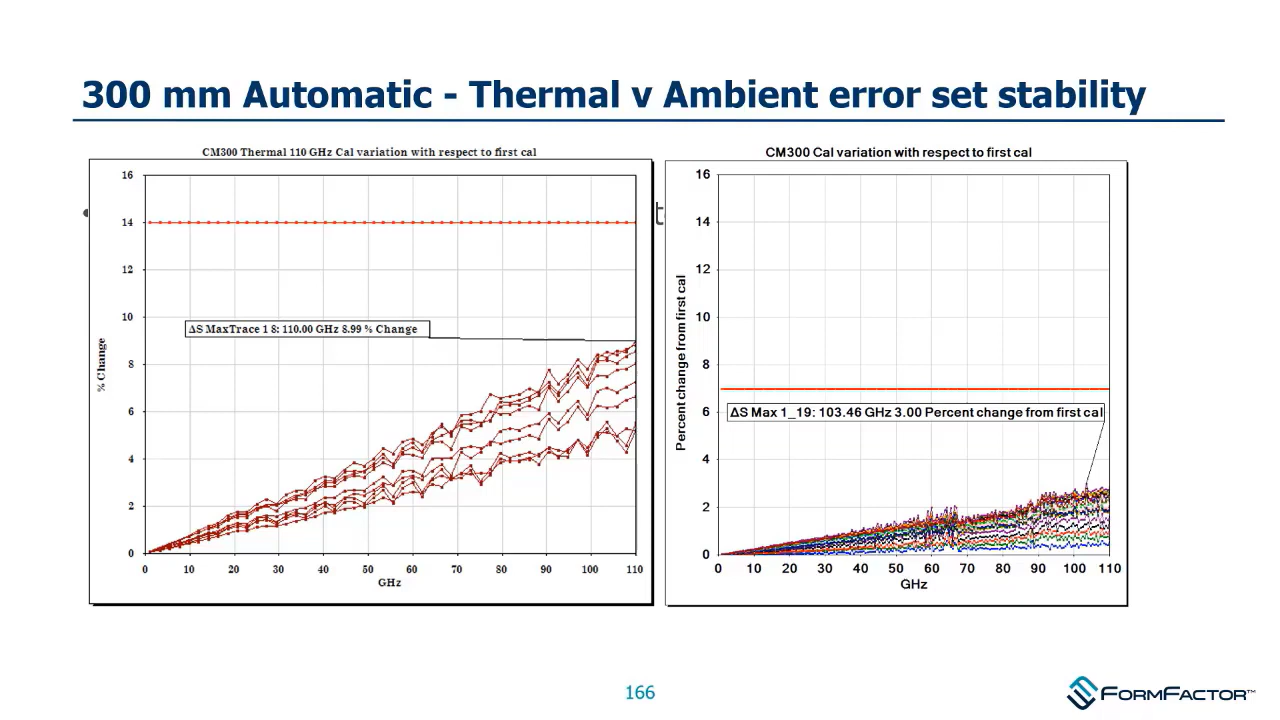 300 mm Automatic - Thermal v Ambient error set stability
CM300 Thermal 110 GHz Cal variation with respect to first cal
16
14
12
10
8
6
4
2
0
% Change
ΔS MaxTrace 1 8: 110.00 GHz 8.99 % Change
0 10 20 30 40 50 60 70 80 90 100 110
GHz
CM300 Cal variation with respect to first cal
16
14
12
10
8
6
4
2
0
Percent change from first cal
ΔS Max 1_19: 103.46 GHz 3.00 Percent change from first cal
0 10 20 30 40 50 60 70 80 90 100 110
GHz
166
FORMFACTOR™